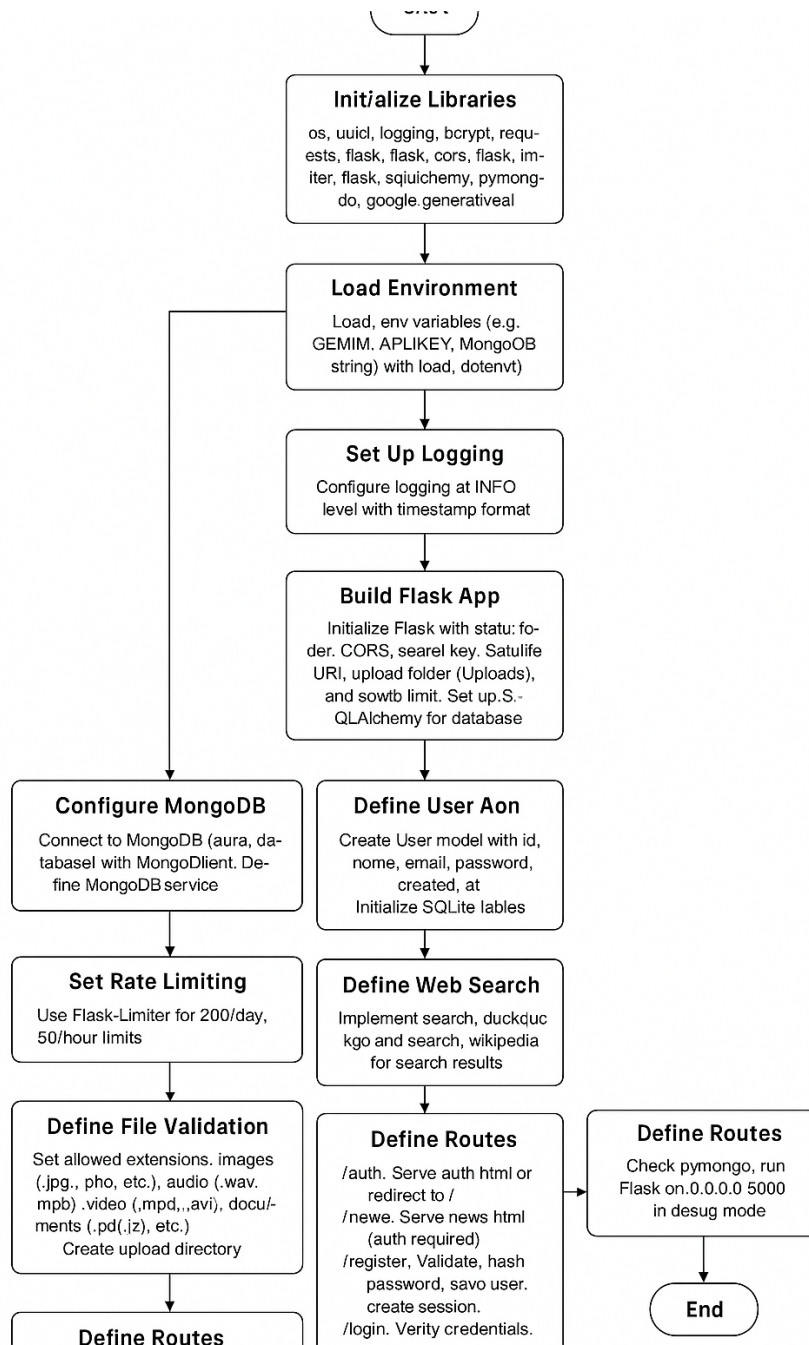 Initialize Libraries
os, uuicl, logging, bcrypt, requ-
ests, flask, flask, cors, flask, im-
iter, flask, sqiuichemy, pymong-
do, google.generativeal
Load Environment
Load, env variables (e.g.
GEMIM. APLIKEY, MongoOB
string) with load, dotenvt)
Set Up Logging
Configure logging at INFO
level with timestamp format
Build Flask App
Initialize Flask with statu: fo-
der. CORS, searel key. Satulife
URI, upload folder (Uploads),
and sowtb limit. Set up.S.-
QLAlchemy for database
Configure MongoDB
Connect to MongoDB (aura, da-
tabaseI with MongoDlient. De-
fine MongoDB service
Define User Aon
Create User model with id,
nome, email, password,
created, at
Initialize SQLite lables
Set Rate Limiting
Use Flask-Limiter for 200/day,
50/hour limits
Define Web Search
Implement search, duckquc
kgo and search, wikipedia
for search results
Define File Validation
Set allowed extensions. images
(.jpg., pho, etc.), audio (.wav.
mpb) .video (,mpd,,,avi), docu/-
ments (.pd(.jz), etc.)
Create upload directory
Define Routes
/auth. Serve auth html or
redirect to /
/newe. Serve news html
(auth required)
/register, Validate, hash
password, savo user.
create session.
/login. Verity credentials.
Define Routes
Check pymongo, run
Flask on.0.0.0.0 5000
in desug mode
End
Define Routes